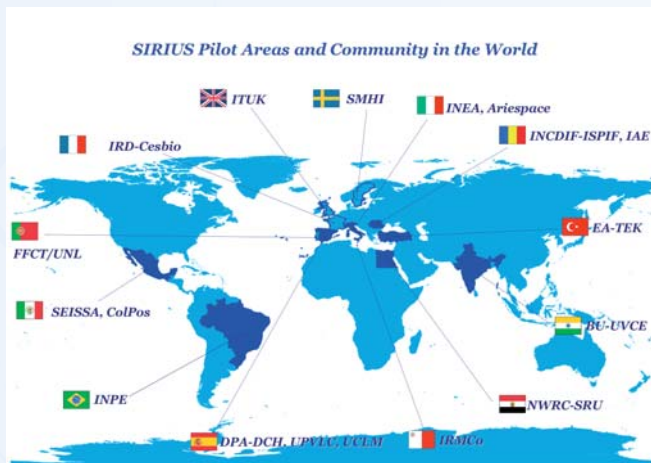 SIRIUS Pilot Areas and Community in the World
ITUK
SMHI
INEA, Ariespace
IRD-Cesbio
INCDIF-ISPIF, IAE
EA-TEK
FFCT/UNL
SEISSA, ColPos
BU-UVCE
INPE
NWRC-SRU
DPA-DCH, UPVLC, UCLM
IRMCo